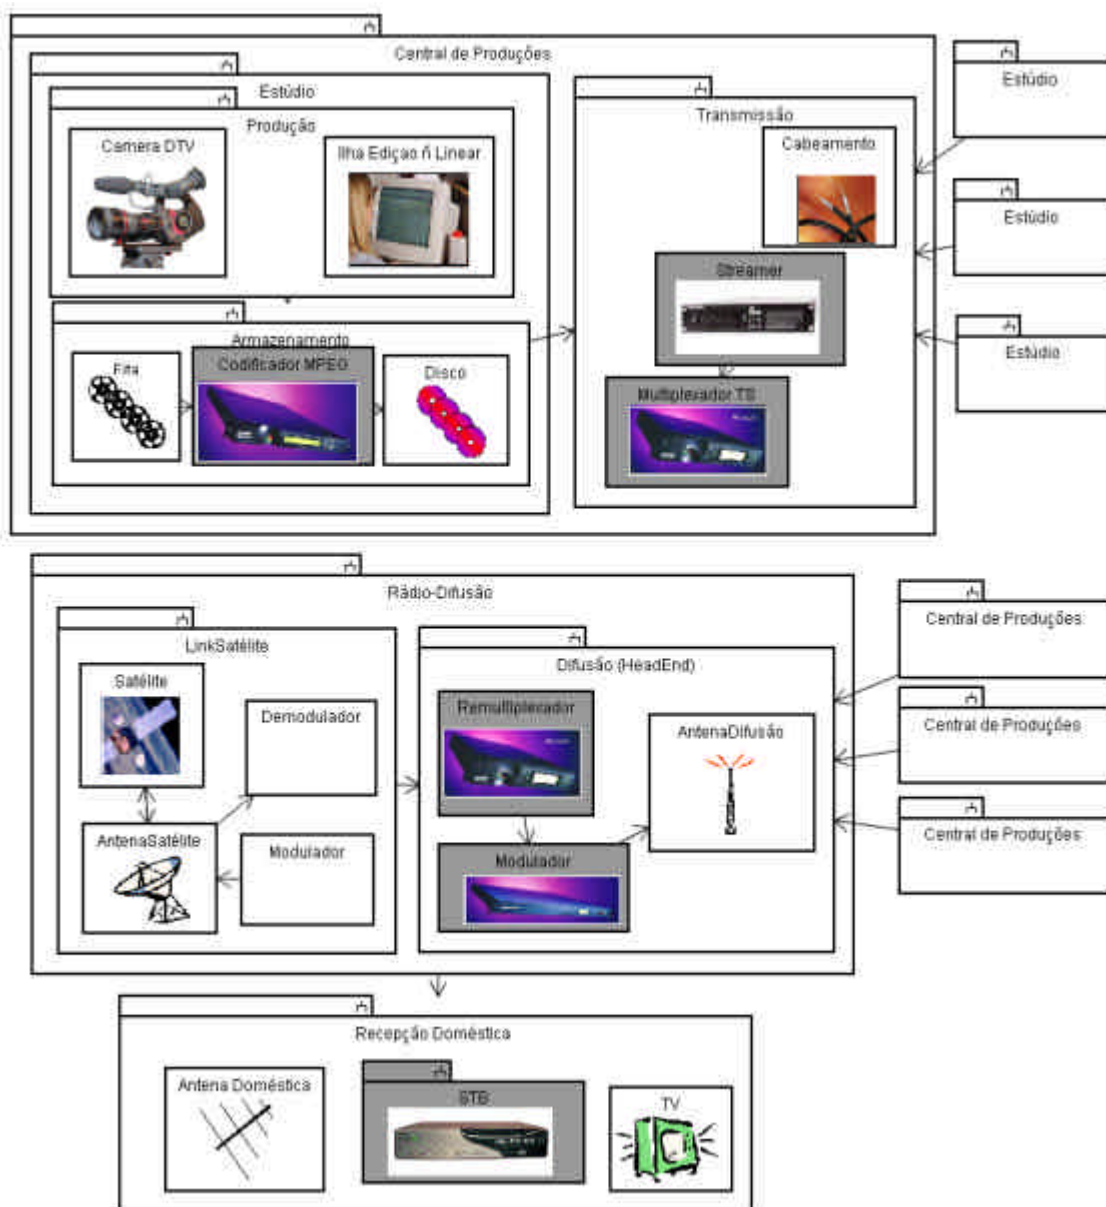 Central de Produções
Estúdio
Produção
Camera DTV
Ilha Ediçao ñ Linear
Armazenamento
Fita
Codificador MPEG
Disco
Transmissão
Cabeamento
Streamer
Multiplexador TS
Estúdio
Estúdio
Estúdio
Rádio-Difusão
LinkSatélite
Satélite
Demodulador
AntenaSatélite
Modulador
Difusão (HeadEnd)
Remultiplexador
AntenaDifusão
Modulador
Central de Produções
Central de Produções
Central de Produções
Recepção Doméstica
Antena Doméstica
STB
TV